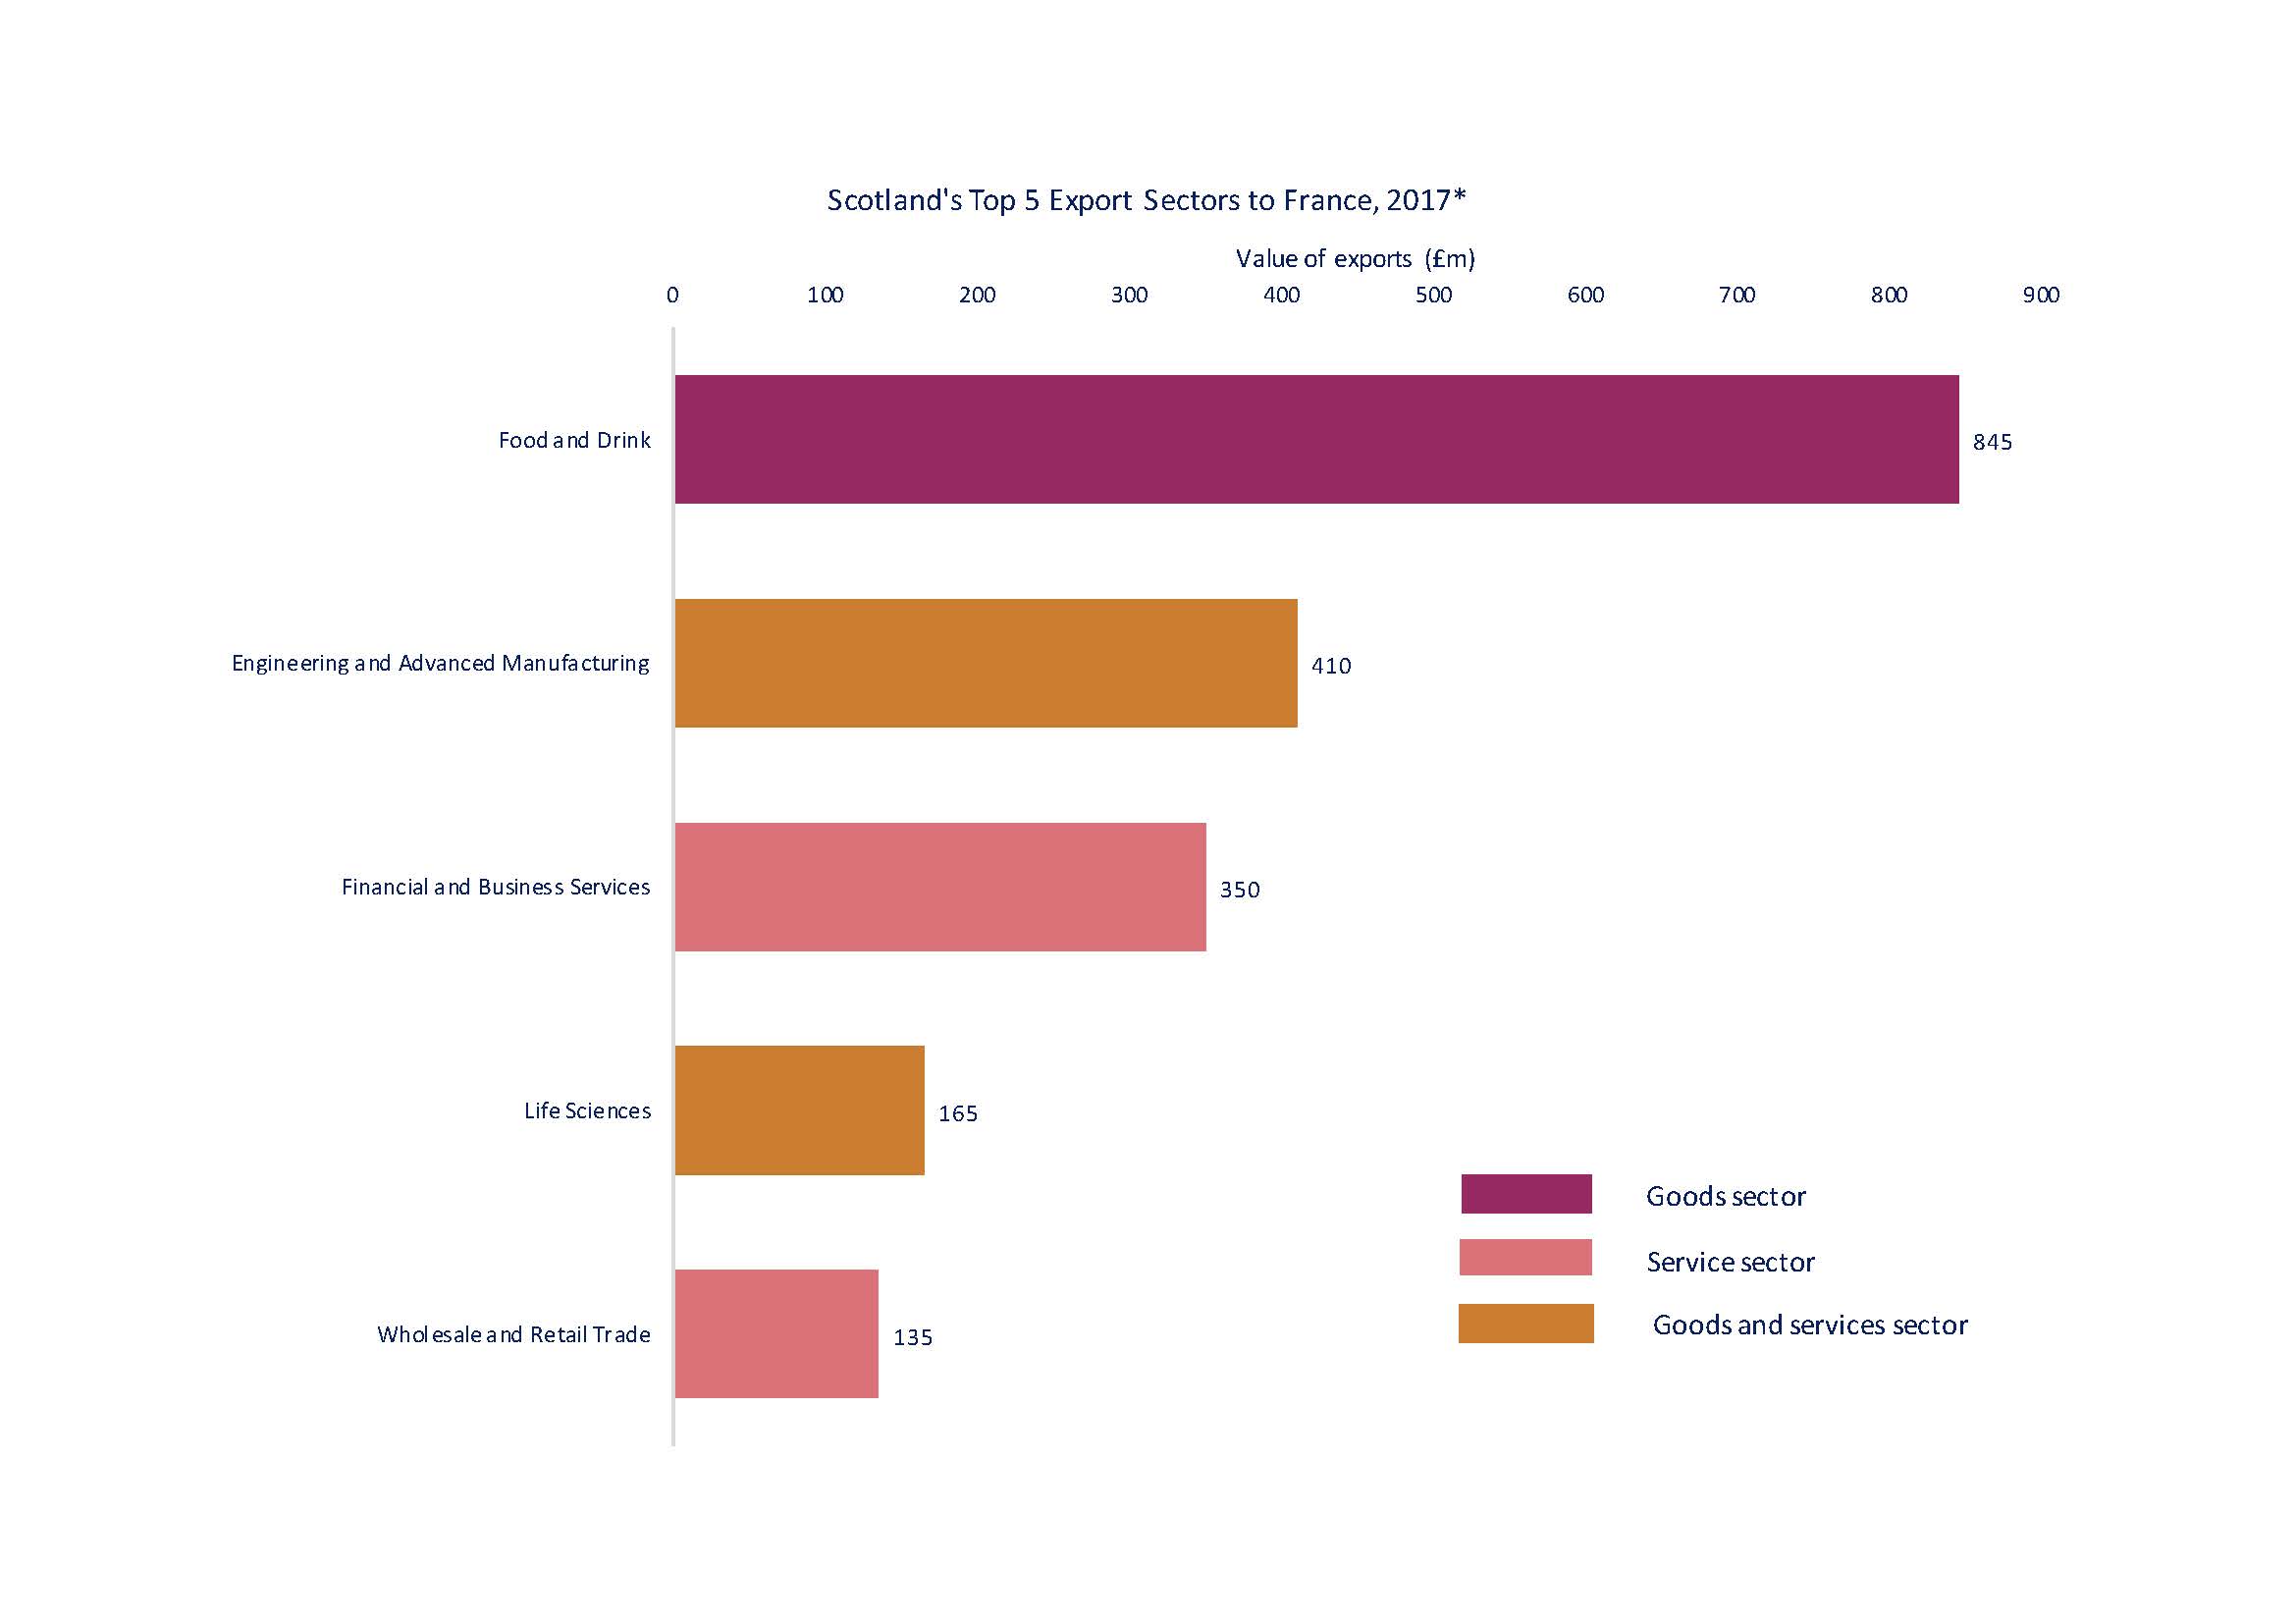 Scotland's Top 5 Export Sectors to France, 2017*
Value of exports (£m)
0 100 200 300 400 500 600 700 800 900
Food and Drink 845
Engineering and Advanced Manufacturing 410
Financial and Business Services 350
Life Sciences 165
Goods sector
Service sector
Goods and services sector
Wholesale and Retail Trade 135